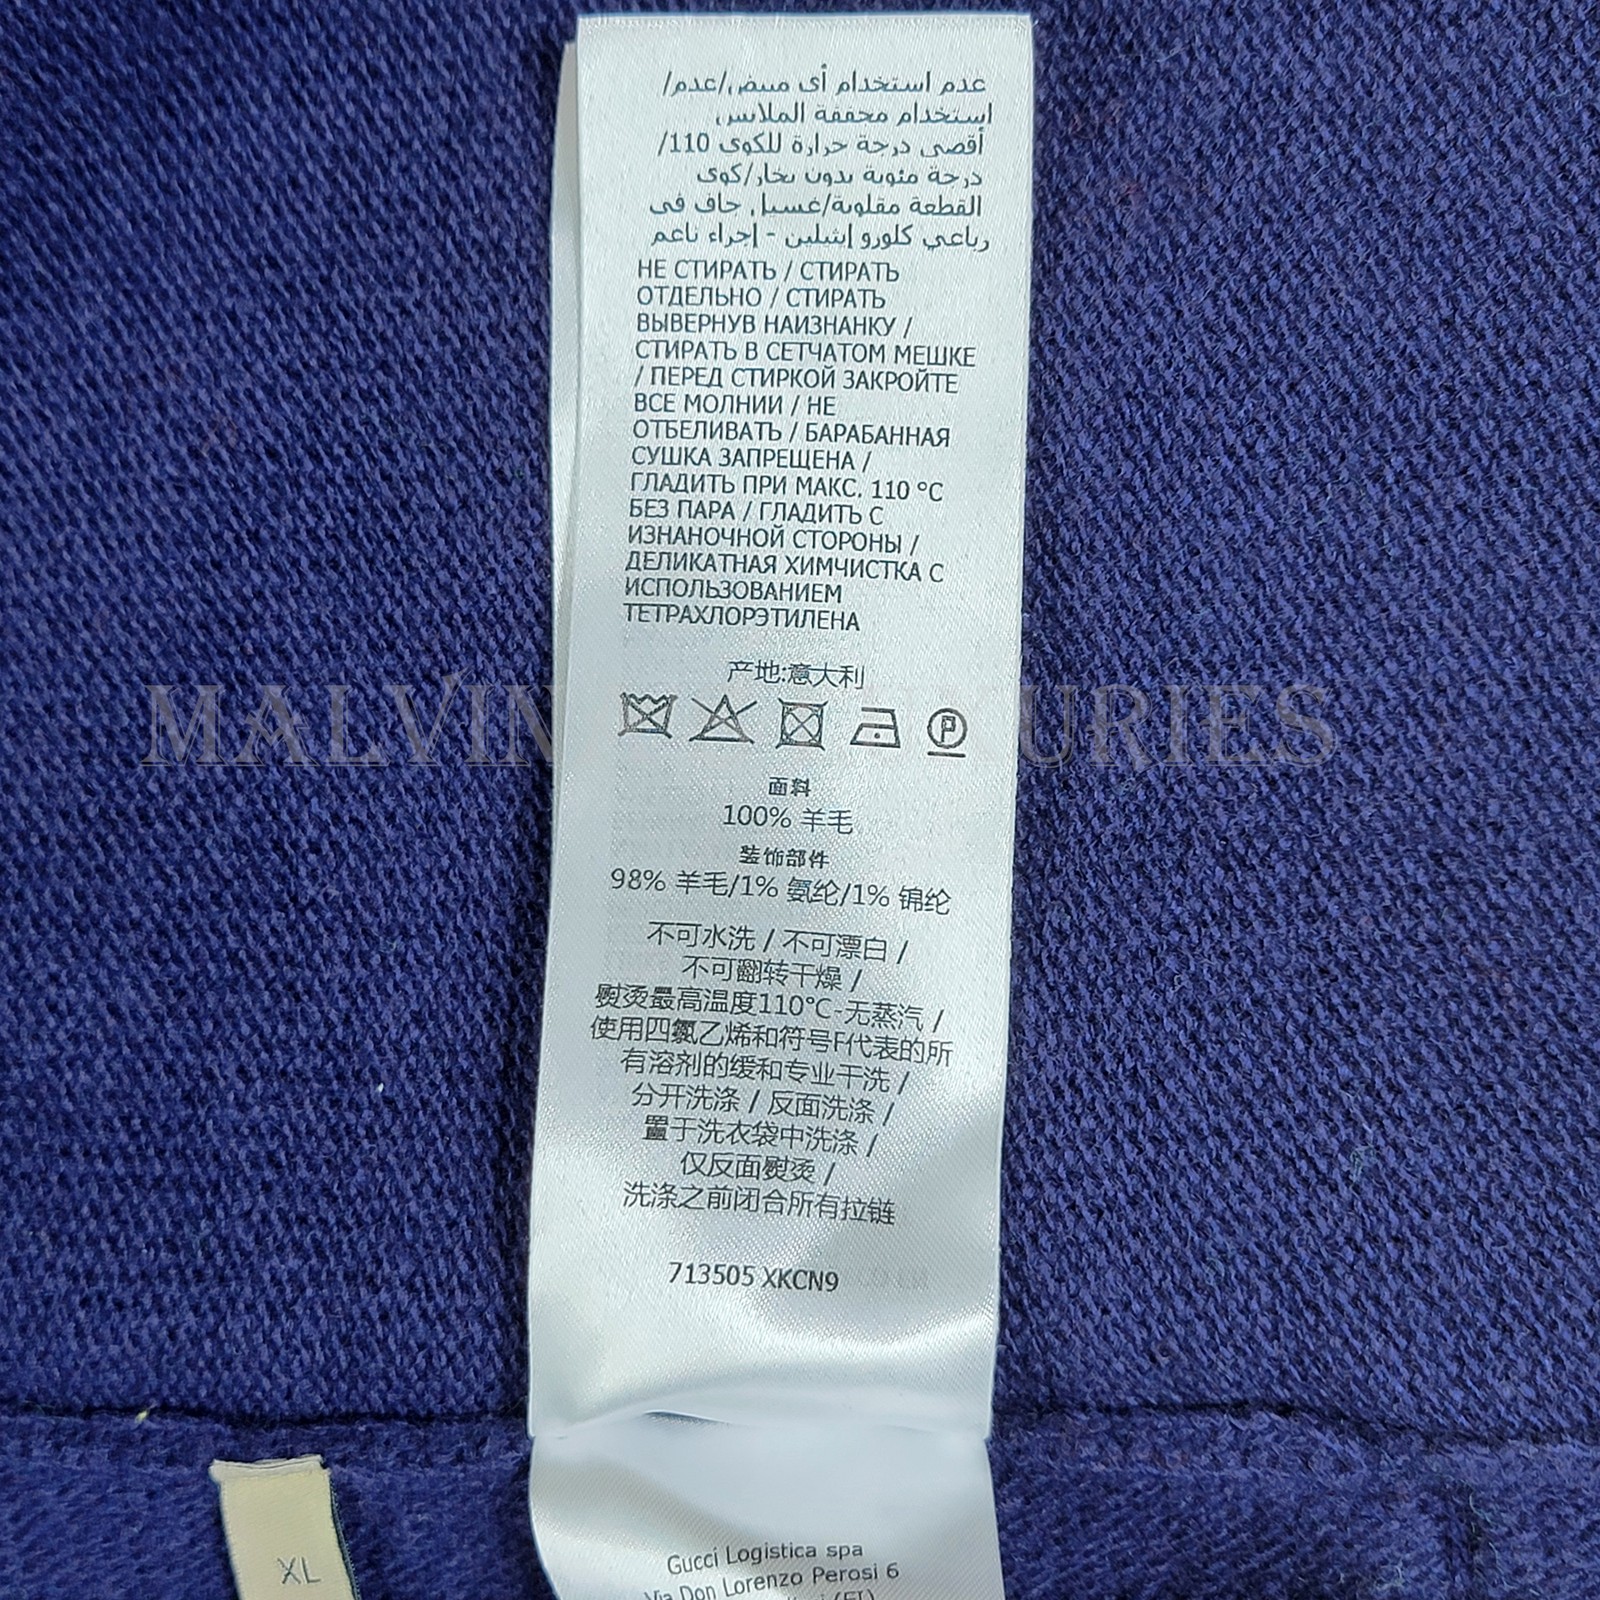 عدم استخدام أى مبيض/عدم/
إستخدام مجففة الملابس
أقصى درجة حرارة للكوى 110/
درجة مئوية بدون بخار/كوى
القطعة مقلوبة/غسيل جاف فى
رباعي كلورو إيثيلين - إجراء ناعم
НЕ СТИРАТЬ / СТИРАТЬ
ОТДЕЛЬНО / СТИРАТЬ
ВЫВЕРНУВ НАИЗНАНКУ /
СТИРАТЬ В СЕТЧАТОМ МЕШКЕ
/ ПЕРЕД СТИРКОЙ ЗАКРОЙТЕ
ВСЕ МОЛНИИ / НЕ
ОТБЕЛИВАТЬ / БАРАБАННАЯ
СУШКА ЗАПРЕЩЕНА /
ГЛАДИТЬ ПРИ МАКС. 110 °C
БЕЗ ПАРА / ГЛАДИТЬ С
ИЗНАНОЧНОЙ СТОРОНЫ /
ДЕЛИКАТНАЯ ХИМЧИСТКА С
ИСПОЛЬЗОВАНИЕМ
ТЕТРАХЛОРЭТИЛЕНА
产地:意大利
P
面料
100% 羊毛
装饰部件
98% 羊毛/1% 氨纶/1% 锦纶
不可水洗 / 不可漂白 /
不可翻转干燥 /
熨烫最高温度110°C-无蒸汽 /
使用四氯乙烯和符号F代表的所
有溶剂的缓和专业干洗 /
分开洗涤 / 反面洗涤 /
置于洗衣袋中洗涤 /
仅反面熨烫 /
洗涤之前闭合所有拉链
713505 XKCN9
XL
Gucci Logistica spa
Via Don Lorenzo Perosi 6